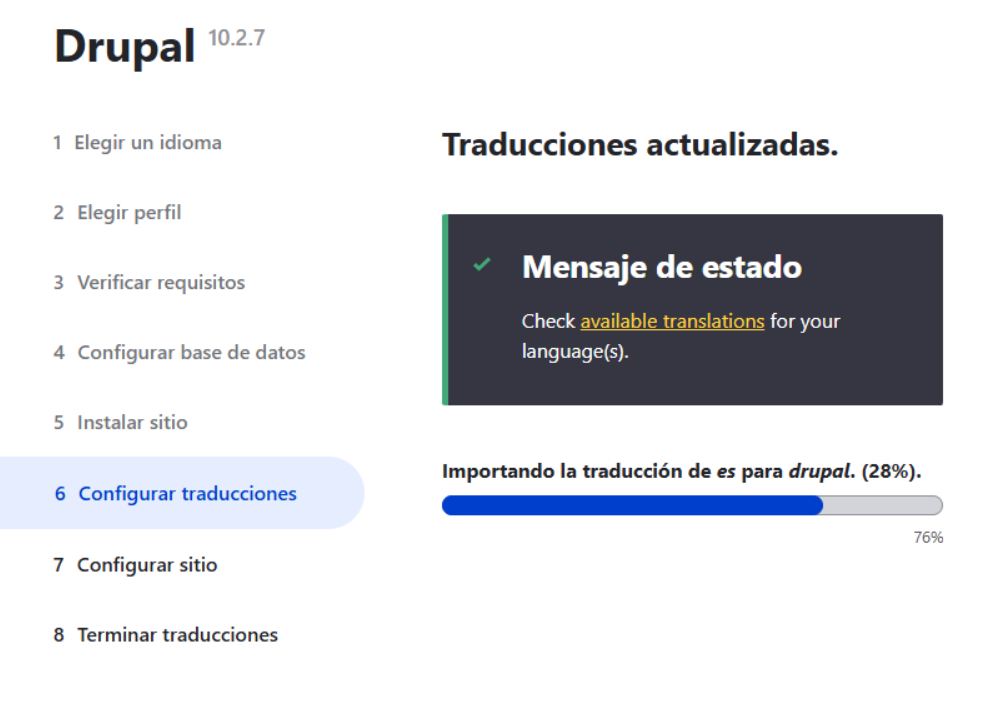 Drupal 10.2.7
1 Elegir un idioma
2 Elegir perfil
3 Verificar requisitos
4 Configurar base de datos
5 Instalar sitio
6 Configurar traducciones
7 Configurar sitio
8 Terminar traducciones
Traducciones actualizadas.
Mensaje de estado
Check available translations for your
language(s).
Importando la traducción de es para drupal. (28%).
76%